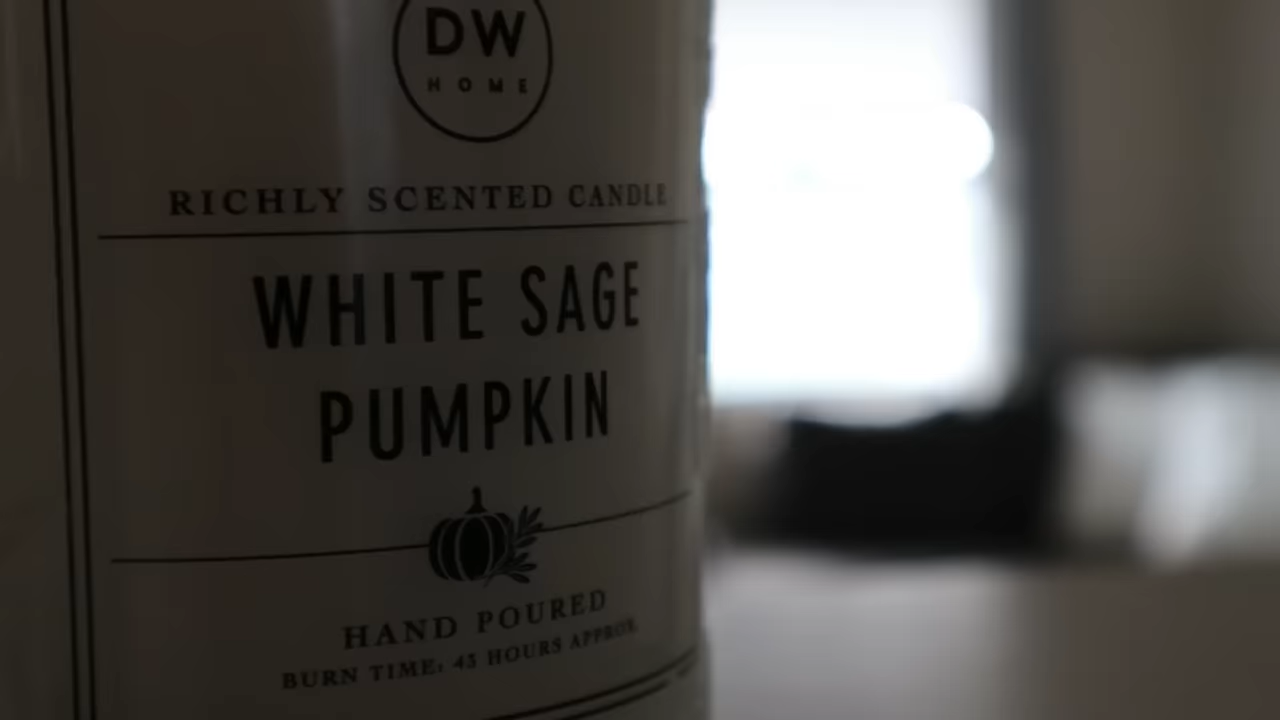 DW
HOME
RICHLY SCENTED CANDLE
WHITE SAGE
PUMPKIN
HAND POURED
BURN TIME: 45 HOURS APPROX.